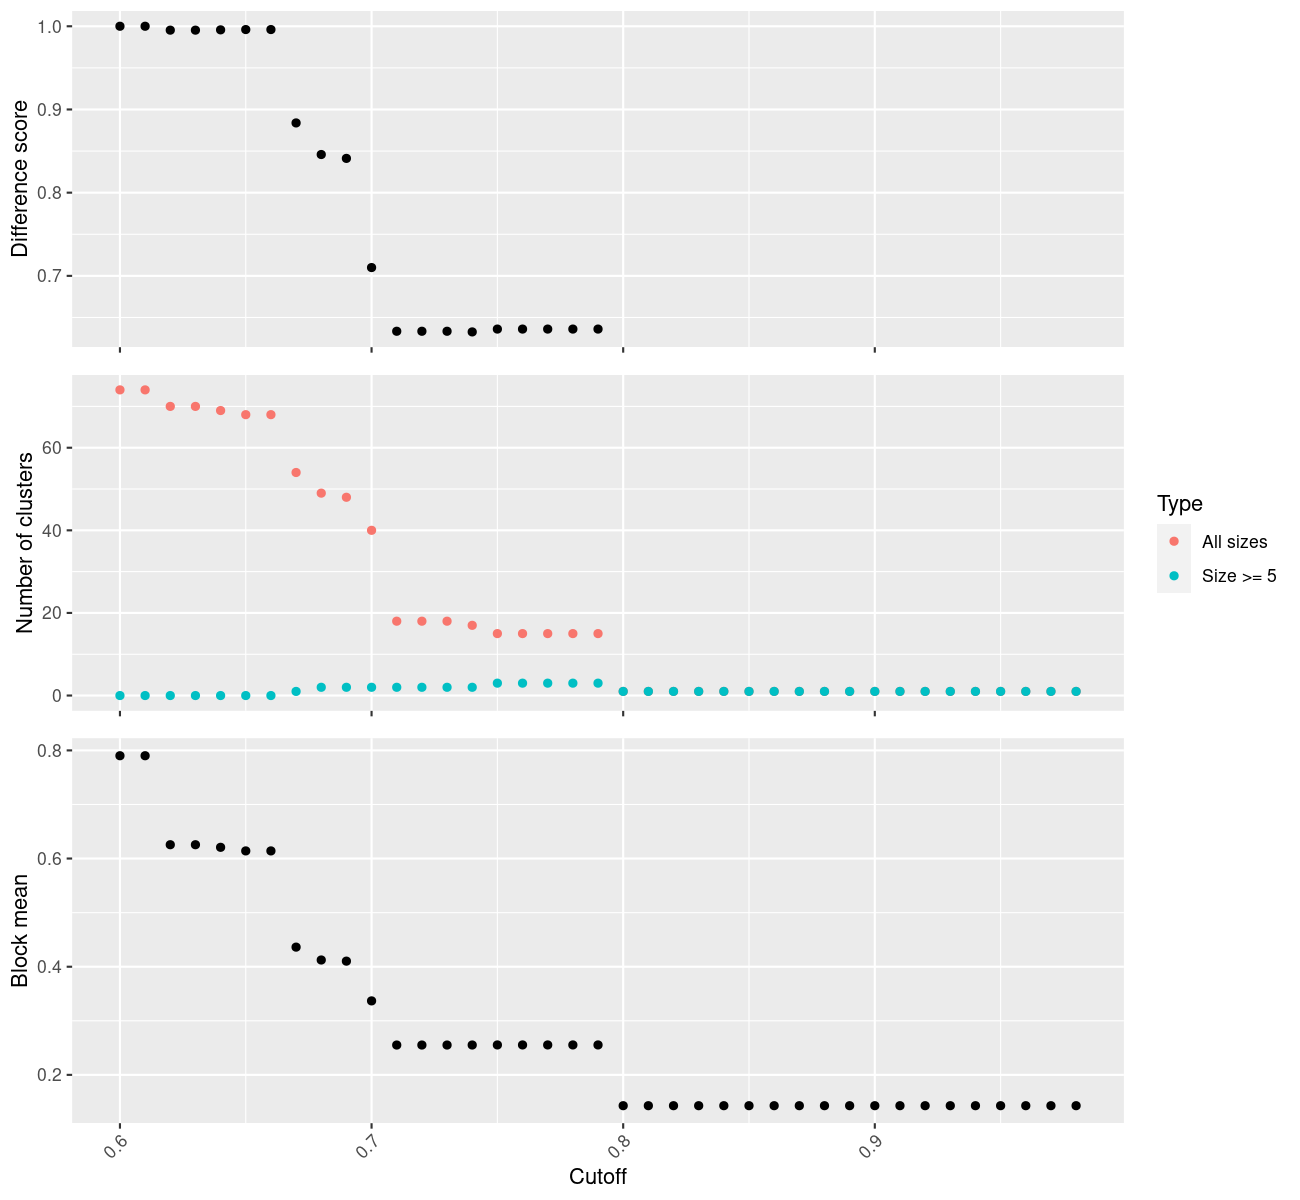 Difference score
1.0
0.9
0.8
0.7
Number of clusters
60
40
20
0
Type
All sizes
Size >= 5
Block mean
0.8
0.6
0.4
0.2
0.6
0.7
0.8
0.9
Cutoff